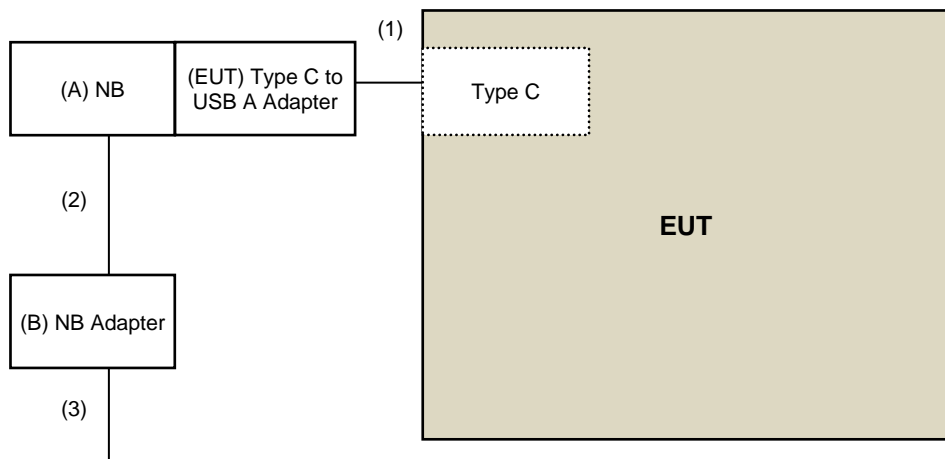 (1)
(A) NB
(EUT) Type C to
USB A Adapter
Type C
(2)
EUT
(B) NB Adapter
(3)